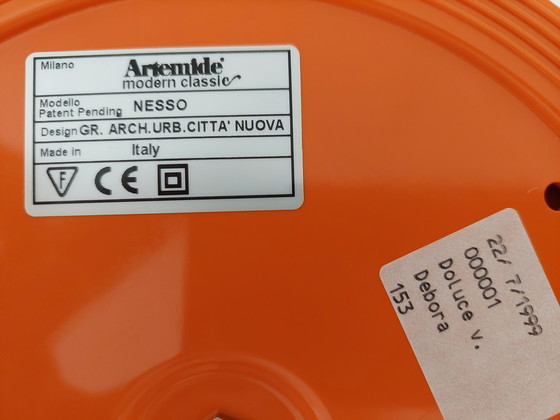 Milano
Artemide®
modern classic
Modello
Patent Pending NESSO
Design GR. ARCH.URB.CITTA' NUOVA
Made in Italy
F CE
22/ 7/1999
000001
Doluce v.
Debora
153